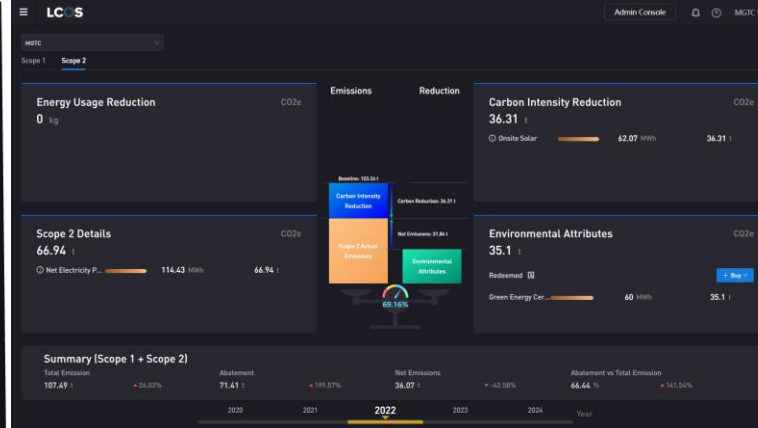 LCOS
Admin Console
MGTC
MGTC
Scope 1 Scope 2
Energy Usage Reduction CO2e
0 kg
Emissions Reduction
Carbon Intensity Reduction CO2e
36.31 t
Onsite Solar 62.07 MWh 36.31 t
Baseline: 103.26 t
Carbon Intensity
Reduction
Carbon Reduction: 36.31 t
Scope 2 Details CO2e
66.94 t
Net Electricity P... 114.43 MWh 66.94 t
Net Emissions: 31.84 t
Scope 2 Actual
Emissions
Environmental
Attributes
69.16%
Environmental Attributes CO2e
35.1 t
Redeemed
+ Buy
Green Energy Cer... 60 MWh 35.1 t
Summary (Scope 1 + Scope 2)
Total Emission Abatement Net Emissions Abatement vs Total Emission
107.49 t 24.02% 71.41 t 199.57% 36.07 t -42.58% 66.44 % 141.54%
2020 2021 2022 2023 2024 Year